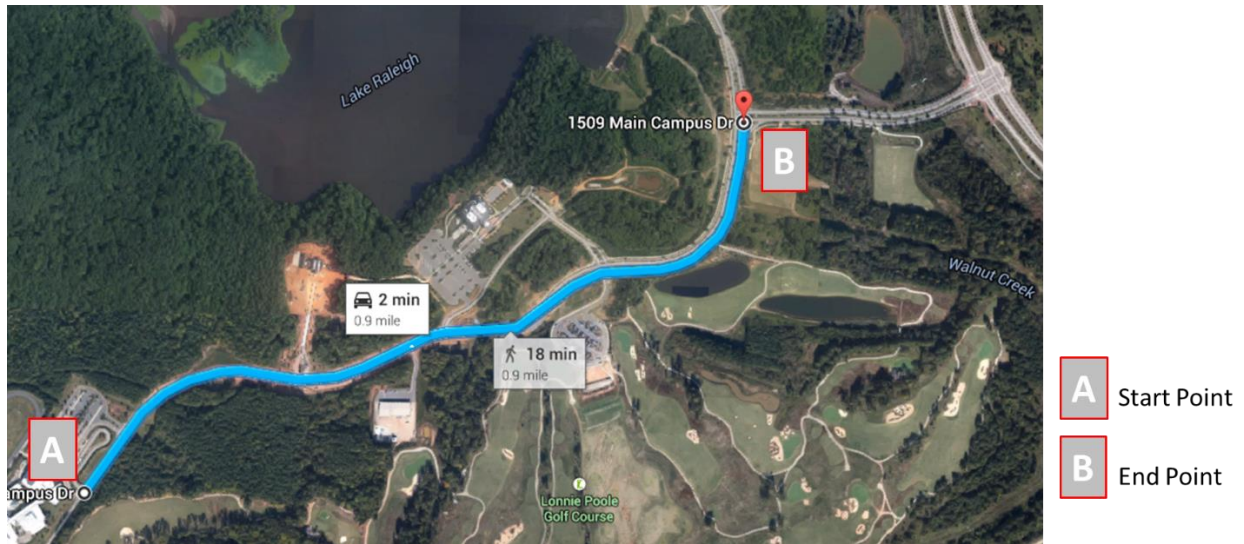 Lake Raleigh
1509 Main Campus Dr
B
Walnut Creek
2 min
0.9 mile
18 min
0.9 mile
A
ampus Dr
Lonnie Poole
Golf Course
A Start Point
B End Point